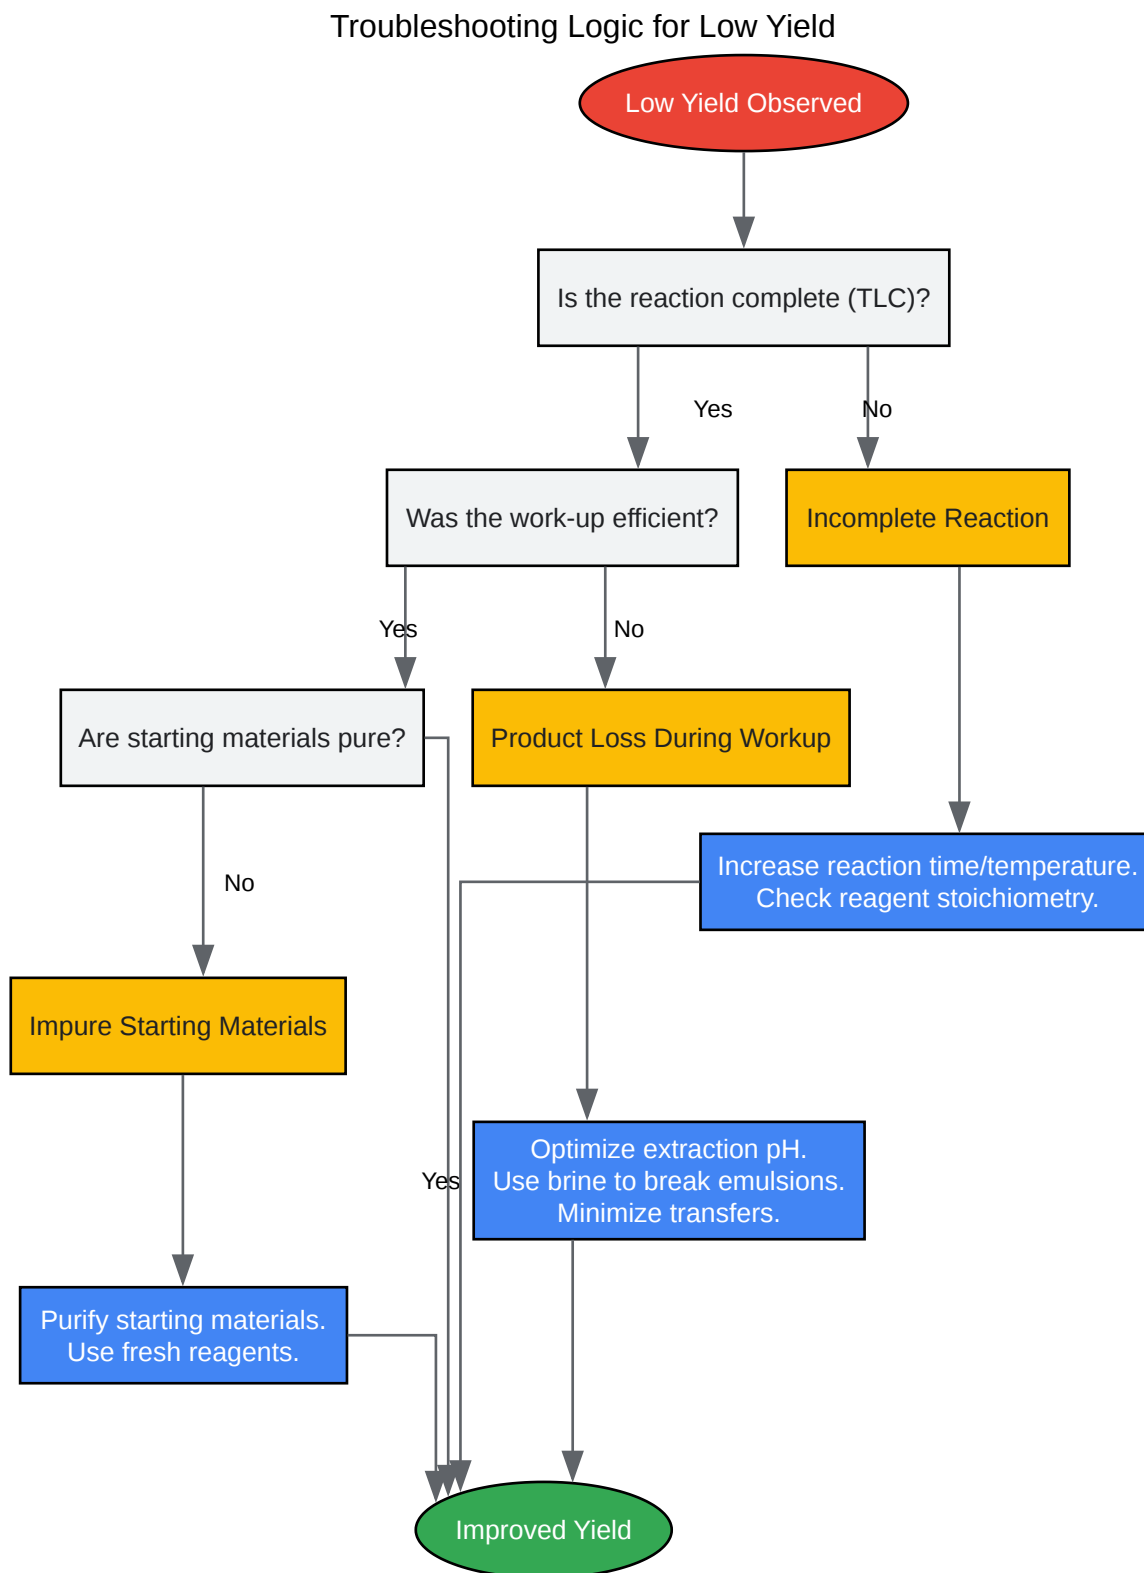 Troubleshooting Logic for Low Yield
Low Yield Observed
Is the reaction complete (TLC)?
Yes
No
Was the work-up efficient?
Incomplete Reaction
Yes
No
Are starting materials pure?
Product Loss During Workup
Increase reaction time/temperature.
Check reagent stoichiometry.
No
Impure Starting Materials
Optimize extraction pH.
Use brine to break emulsions.
Minimize transfers.
Yes
Purify starting materials.
Use fresh reagents.
Improved Yield